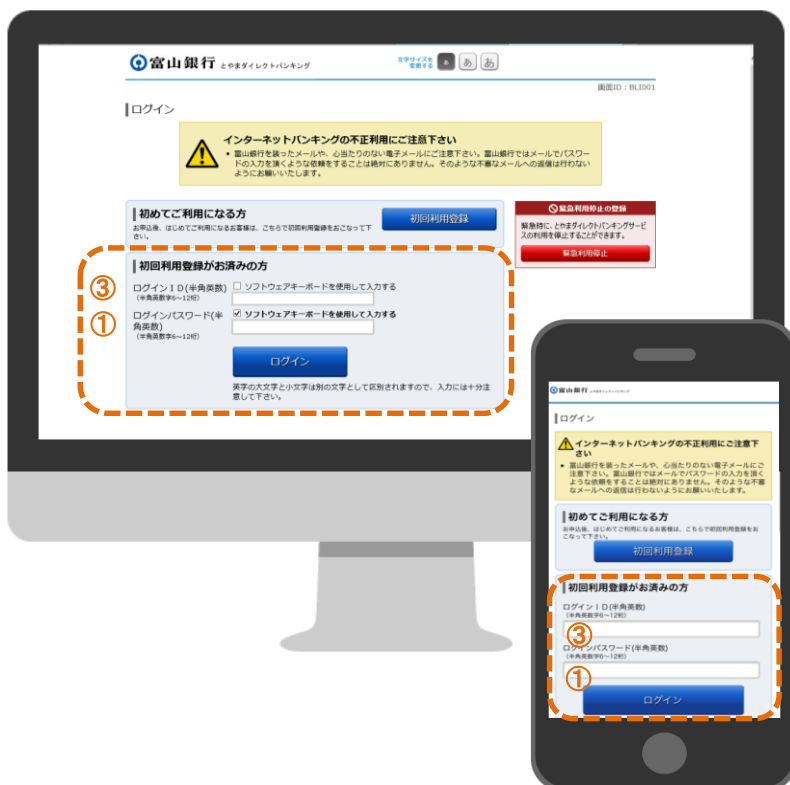 富山銀行 とやまダイレクトバンキング
文字サイズを
変更する
あ あ あ
画面ID：BLI001
ログイン
インターネットバンキングの不正利用にご注意下さい
• 富山銀行を装ったメールや、心当たりのない電子メールにご注意下さい。富山銀行ではメールでパスワー
ドの入力を頂くような依頼をすることは絶対にありません。そのような不審なメールへの返信は行わない
ようにお願いいたします。
初めてご利用になる方
お申込後、はじめてご利用になるお客様は、こちらで初回利用登録をおこなって下
さい。
初回利用登録
緊急利用停止の登録
緊急時に、とやまダイレクトバンキングサービ
スの利用を停止することができます。
緊急利用停止
初回利用登録がお済みの方
③
ログインＩＤ(半角英数)
(半角英数字6～12桁)
ソフトウェアキーボードを使用して入力する
①
ログインパスワード(半
角英数)
(半角英数字6～12桁)
ソフトウェアキーボードを使用して入力する
ログイン
英字の大文字と小文字は別の文字として区別されますので、入力には十分注
意して下さい。
富山銀行 とやまダイレクトバンキング
ログイン
インターネットバンキングの不正利用にご注意下
さい
• 富山銀行を装ったメールや、心当たりのない電子メールにご
注意下さい。富山銀行ではメールでパスワードの入力を頂く
ような依頼をすることは絶対にありません。そのような不審
なメールへの返信は行わないようにお願いいたします。
初めてご利用になる方
お申込後、はじめてご利用になるお客様は、こちらで初回利用登録をお
こなって下さい。
初回利用登録
初回利用登録がお済みの方
ログインＩＤ(半角英数)
(半角英数字6～12桁)
③
ログインパスワード(半角英数)
(半角英数字6～12桁)
①
ログイン